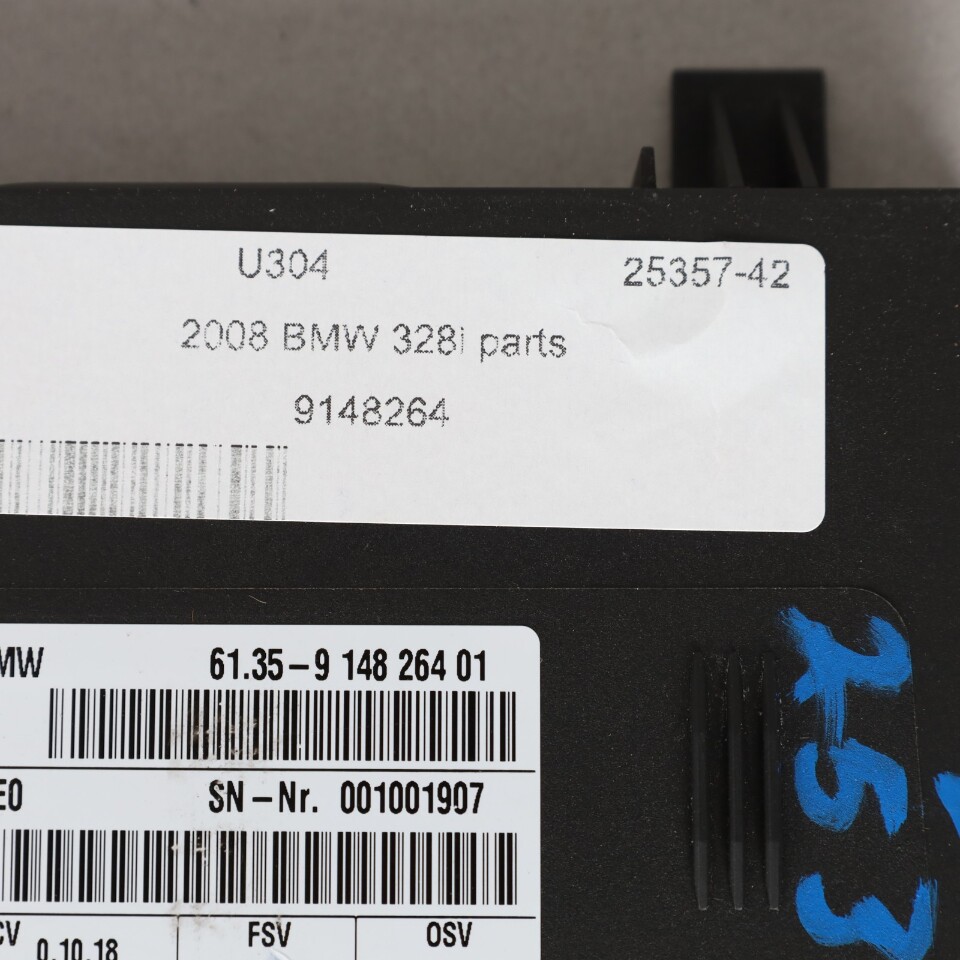 U304 25357-42
2008 BMW 328i parts
9148264
MW 61.35-9 148 264 01
E0 SN-Nr. 001001907
CV 0.10.18 FSV OSV
753